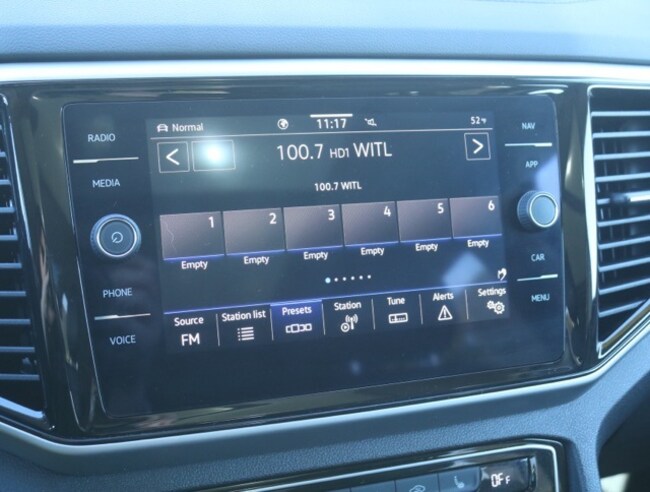 RADIO
MEDIA
PHONE
VOICE
Normal 11:17 52°F
100.7 HD1 WITL
100.7 WITL
1 2 3 4 5 6
Empty Empty Empty Empty Empty Empty
Source Station list Presets Station Tune Alerts Settings
FM
NAV
APP
CAR
MENU